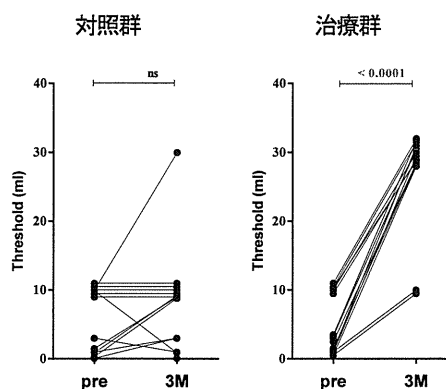 対照群
治療群
ns
< 0.0001
Threshold (ml)
40
30
20
10
0
pre
3M
Threshold (ml)
40
30
20
10
0
pre
3M